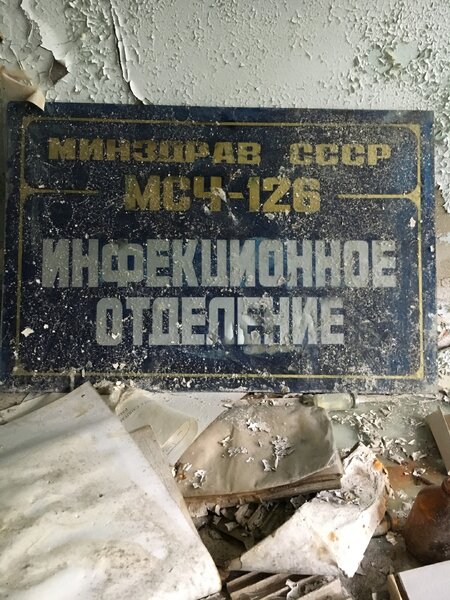 МИНЗДРАВ СССР
МСЧ-126
ИНФЕКЦИОННОЕ
ОТДЕЛЕНИЕ